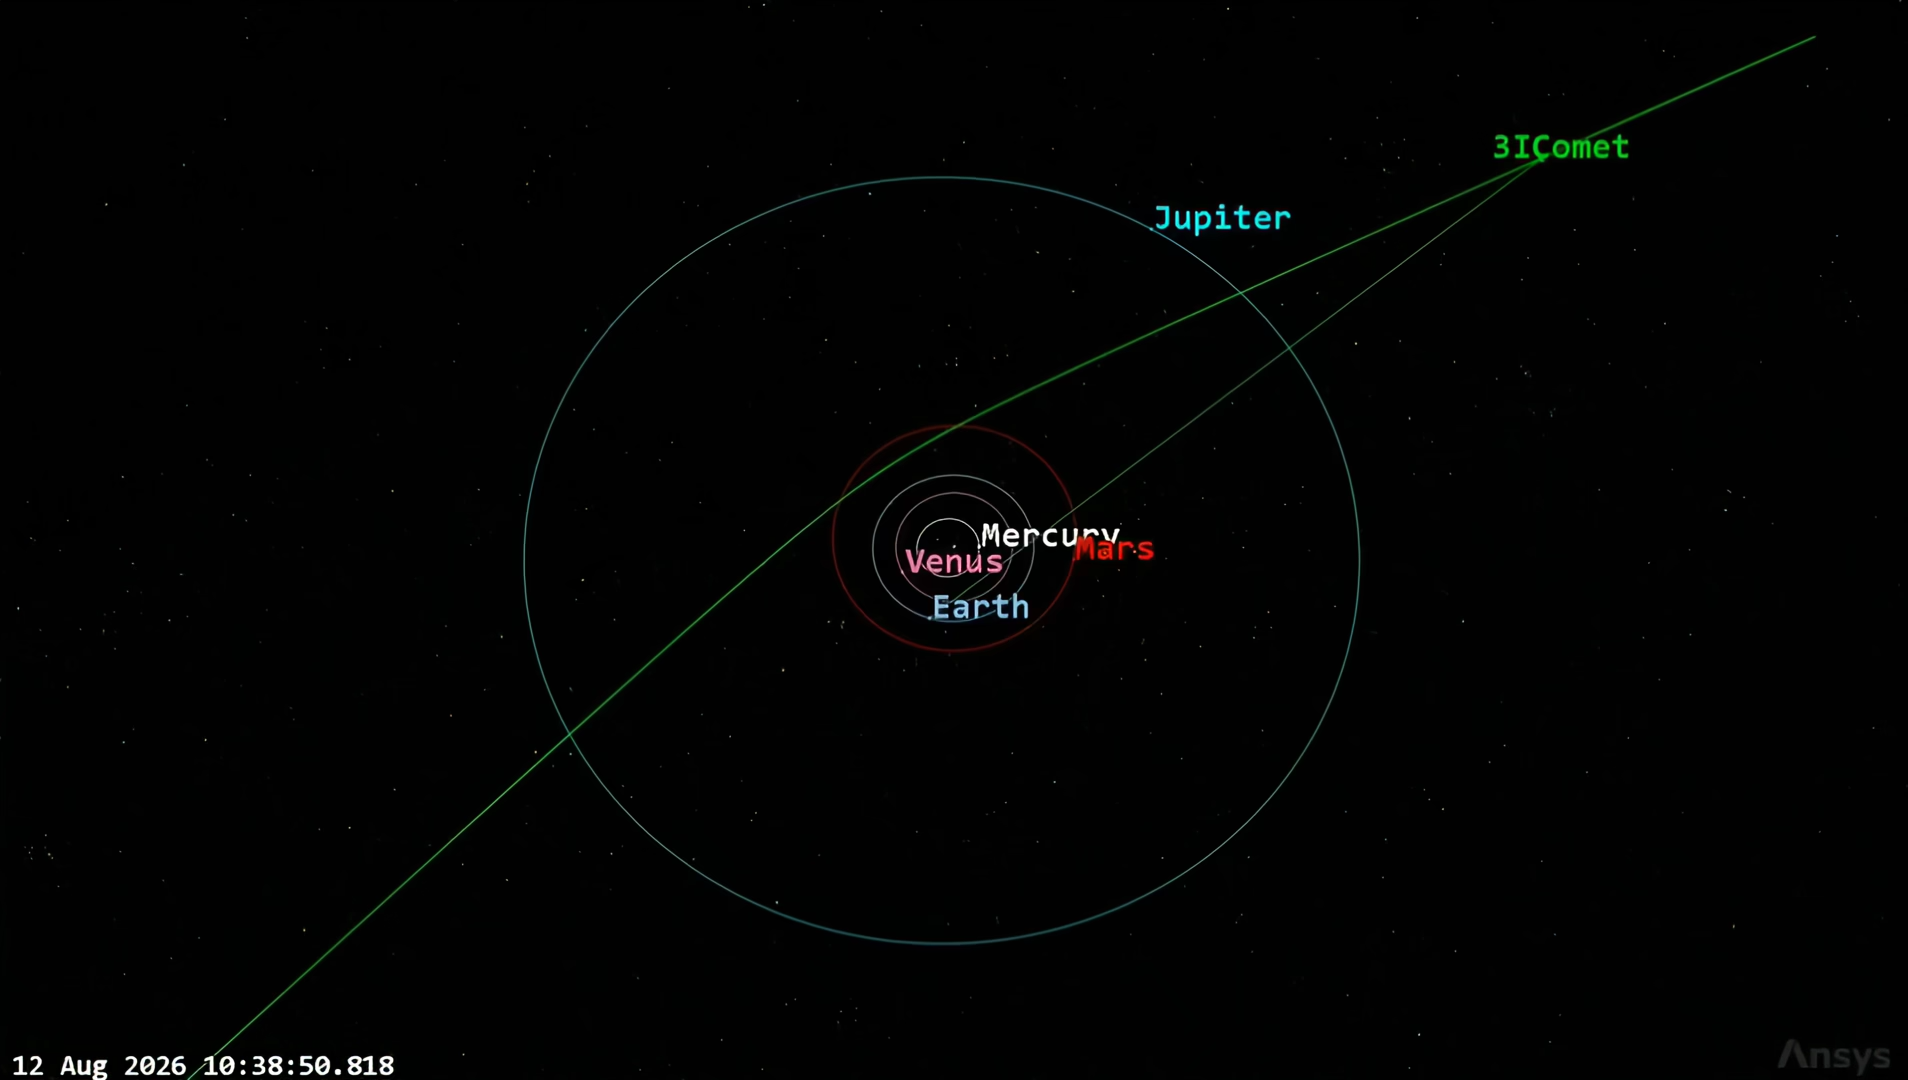 3IComet
Jupiter
Mercury
Mars
Venus
Earth
12 Aug 2026 10:38:50.818
Ansys